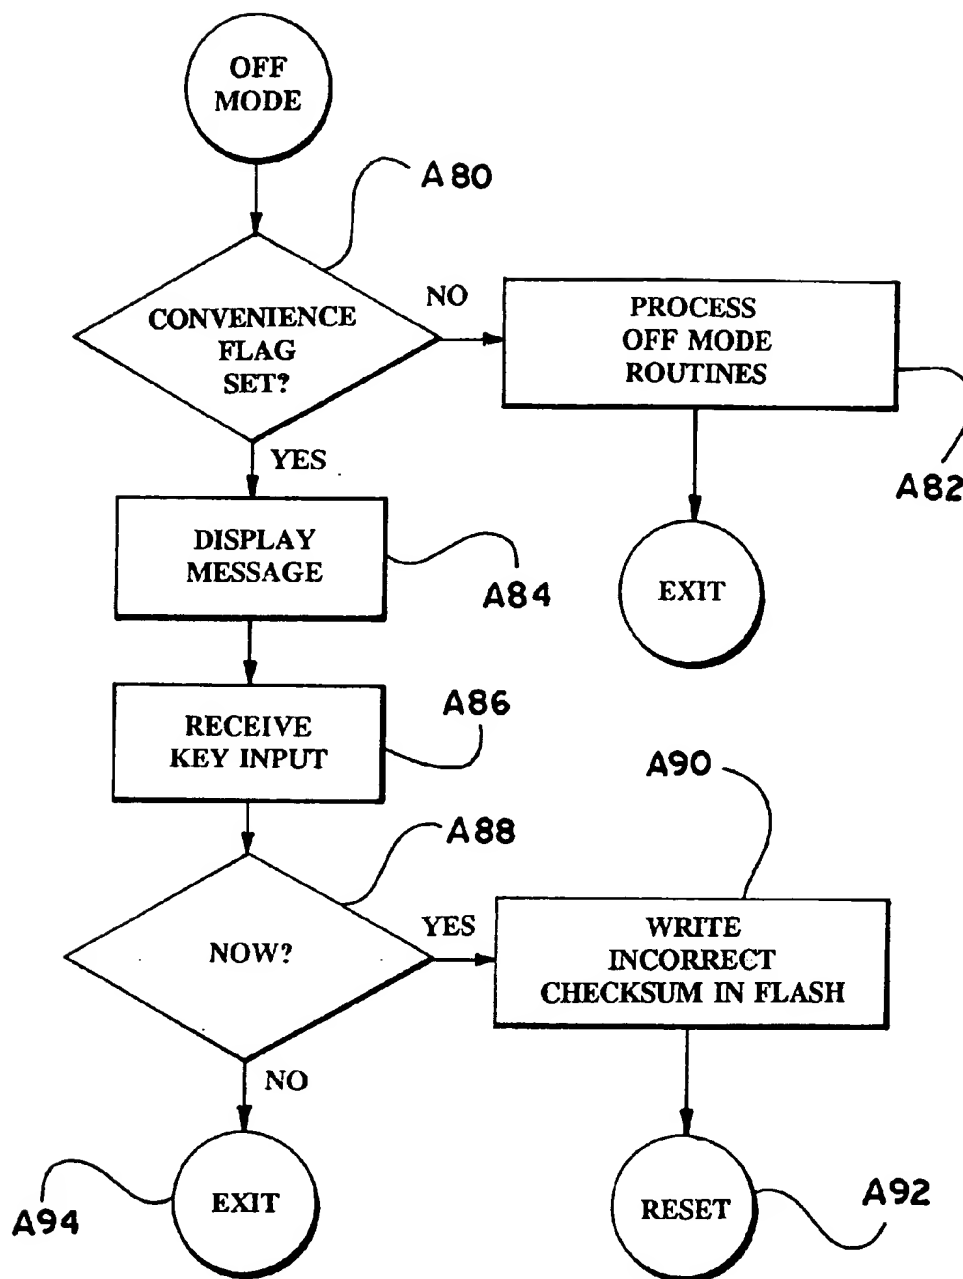 OFF
MODE
A80
CONVENIENCE
FLAG
SET?
NO
PROCESS
OFF MODE
ROUTINES
A82
YES
DISPLAY
MESSAGE
A84
EXIT
RECEIVE
KEY INPUT
A86
A90
A88
NOW?
YES
WRITE
INCORRECT
CHECKSUM IN FLASH
NO
EXIT
A94
RESET
A92